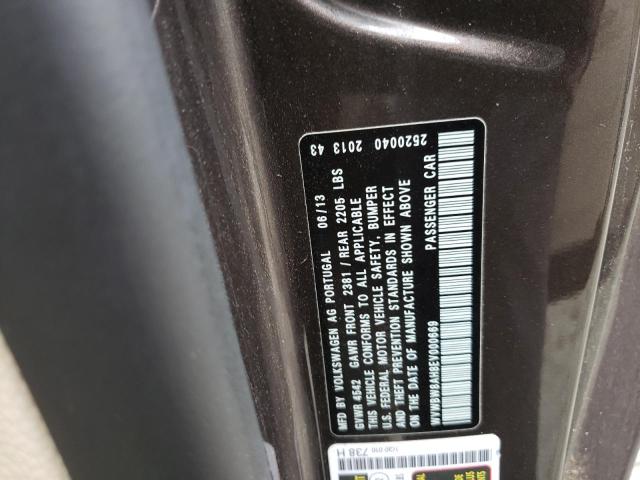 MFD BY VOLKSWAGEN AG PORTUGAL 06/13
GVWR 4542 GAWR FRONT 2381 / REAR 2205 LBS
THIS VEHICLE CONFORMS TO ALL APPLICABLE
U.S. FEDERAL MOTOR VEHICLE SAFETY, BUMPER
AND THEFT PREVENTION STANDARDS IN EFFECT
ON THE DATE OF MANUFACTURE SHOWN ABOVE
WVWBW8AH8EV000669 PASSENGER CAR
2520040
2013 43
738 H